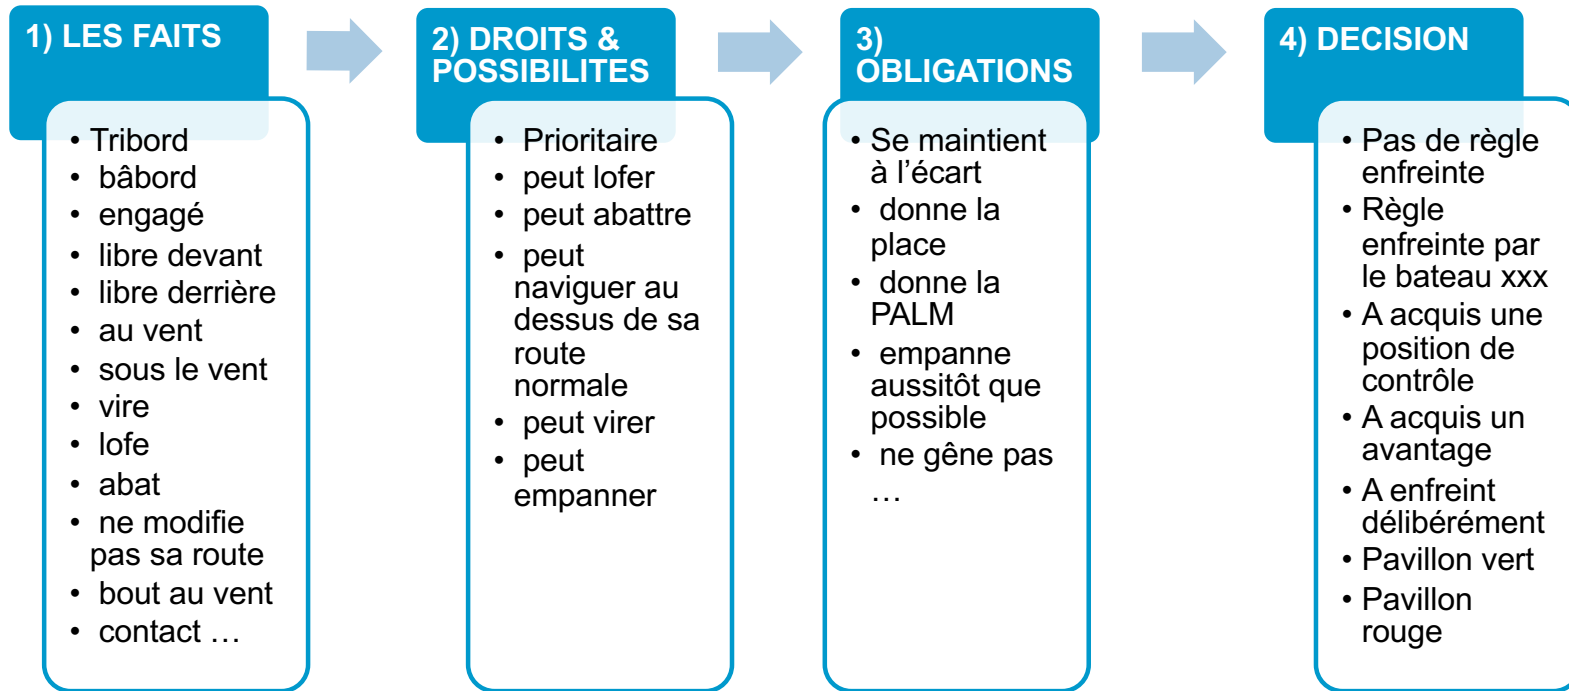 1) LES FAITS
• Tribord
• bâbord
• engagé
• libre devant
• libre derrière
• au vent
• sous le vent
• vire
• lofe
• abat
• ne modifie
pas sa route
• bout au vent
• contact …
2) DROITS &
POSSIBILITES
• Prioritaire
• peut lofer
• peut abattre
• peut
naviguer au
dessus de sa
route
normale
• peut virer
• peut
empanner
3)
OBLIGATIONS
• Se maintient
à l’écart
• donne la
place
• donne la
PALM
• empanne
aussitôt que
possible
• ne gêne pas
…
4) DECISION
• Pas de règle
enfreinte
• Règle
enfreinte par
le bateau xxx
• A acquis une
position de
contrôle
• A acquis un
avantage
• A enfreint
délibérément
• Pavillon vert
• Pavillon
rouge